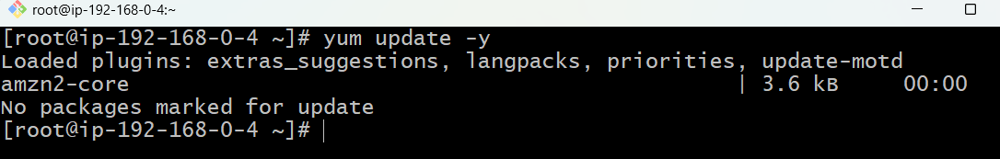 root@ip-192-168-0-4:~
[root@ip-192-168-0-4 ~]# yum update -y
Loaded plugins: extras_suggestions, langpacks, priorities, update-motd
amzn2-core | 3.6 kB 00:00
No packages marked for update
[root@ip-192-168-0-4 ~]#